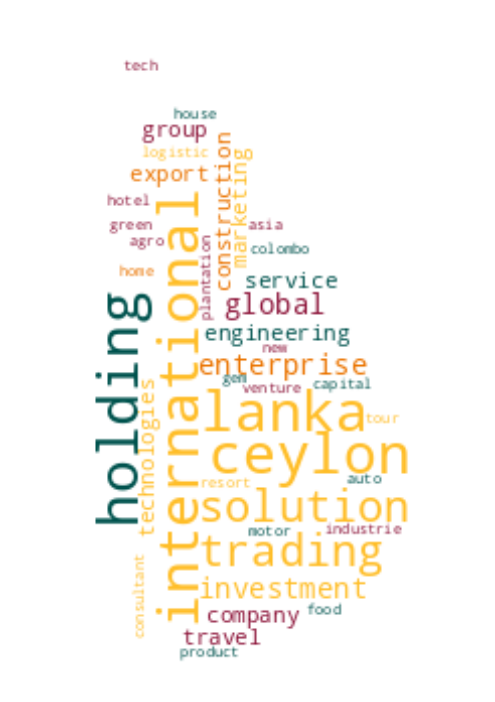 tech
house
group
logistic
construction
marketing
export
international
hotel
green
asia
agro
plantation
colombo
home
service
holding
global
engineering
new
enterprise
gem
technologies
venture
capital
lanka
tour
ceylon
resort
auto
solution
motor
industrie
trading
consultant
investment
company
food
travel
product